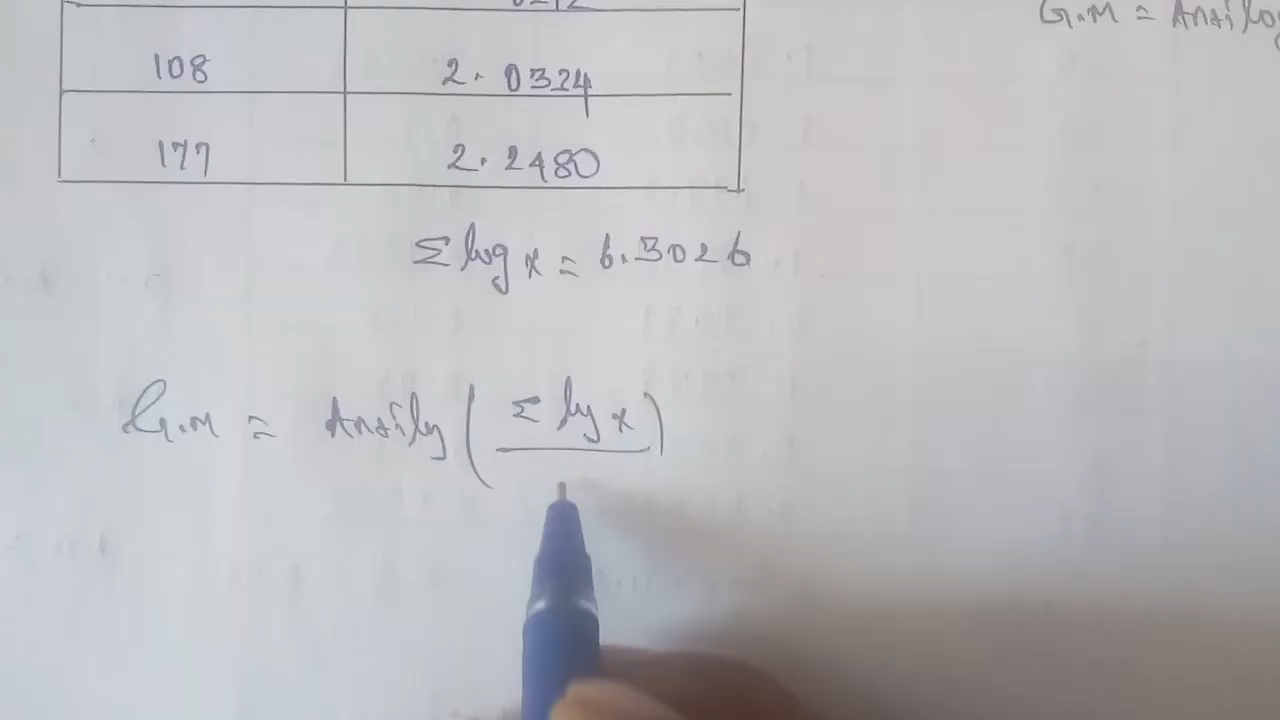 G.M = Antilog
108 2.0324
177 2.2480
Σ log x = 6.3026
G.M = Antilog ( Σ log x )